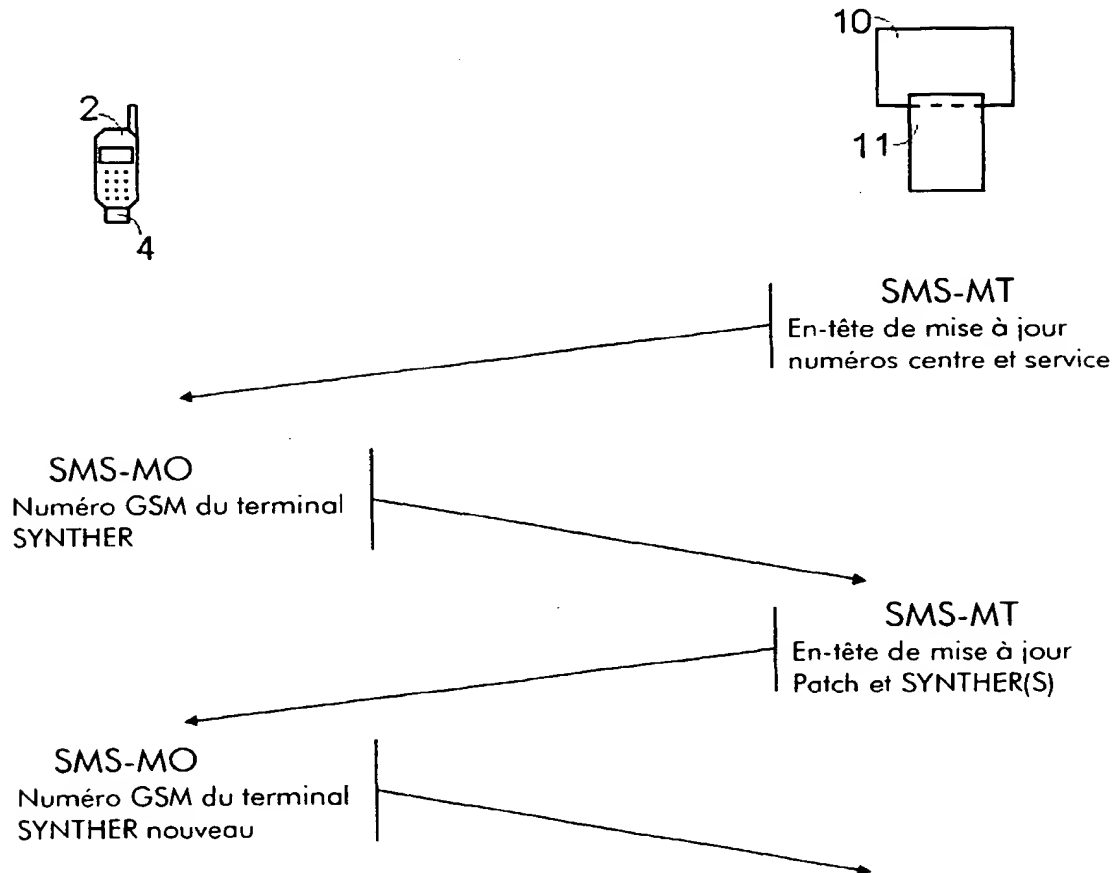 10
2
11
4
SMS-MT
En-tête de mise à jour
numéros centre et service
SMS-MO
Numéro GSM du terminal
SYNTHER
SMS-MT
En-tête de mise à jour
Patch et SYNTHER(S)
SMS-MO
Numéro GSM du terminal
SYNTHER nouveau